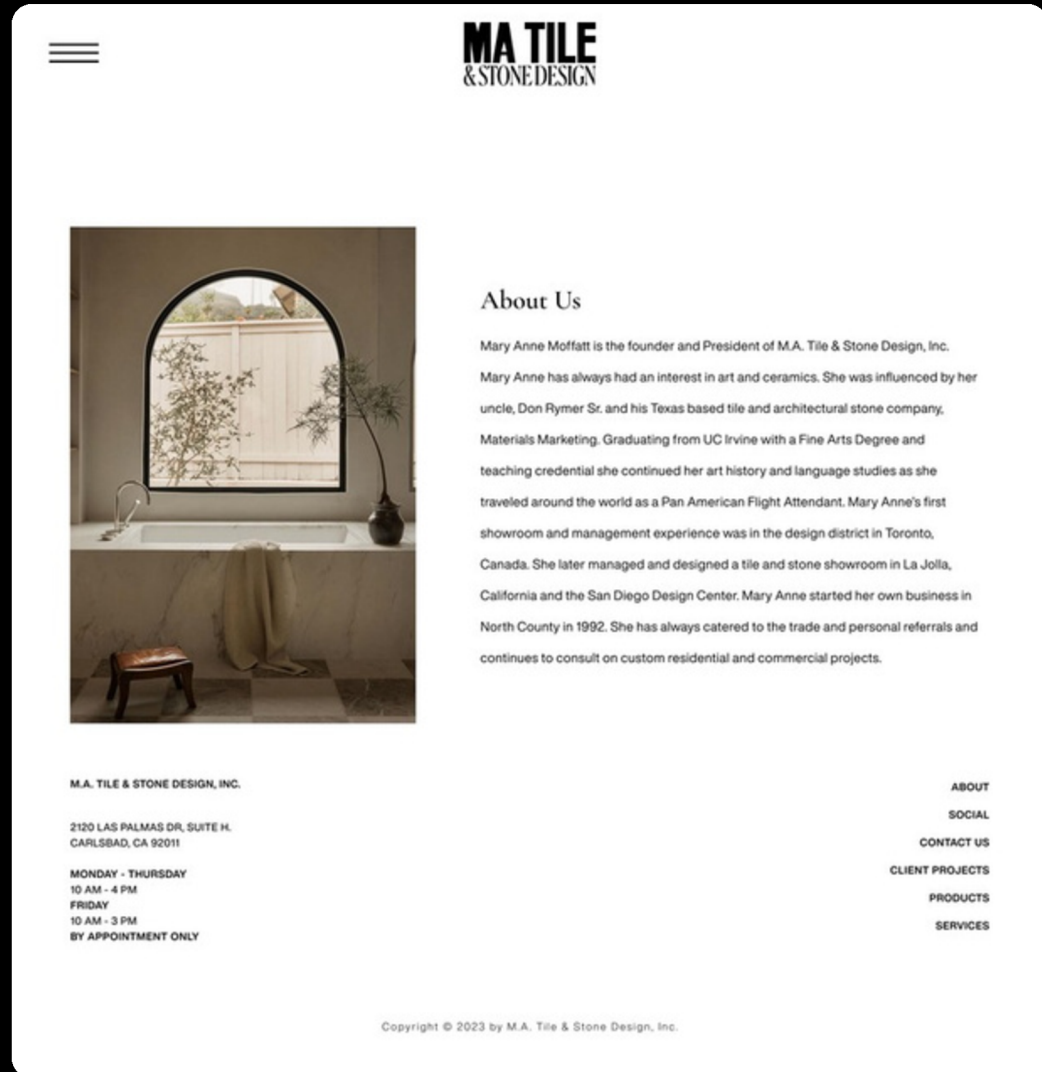 MA TILE
& STONE DESIGN
About Us
Mary Anne Moffatt is the founder and President of M.A. Tile & Stone Design, Inc.
Mary Anne has always had an interest in art and ceramics. She was influenced by her
uncle, Don Rymer Sr. and his Texas based tile and architectural stone company,
Materials Marketing. Graduating from UC Irvine with a Fine Arts Degree and
teaching credential she continued her art history and language studies as she
traveled around the world as a Pan American Flight Attendant. Mary Anne's first
showroom and management experience was in the design district in Toronto,
Canada. She later managed and designed a tile and stone showroom in La Jolla,
California and the San Diego Design Center. Mary Anne started her own business in
North County in 1992. She has always catered to the trade and personal referrals and
continues to consult on custom residential and commercial projects.
M.A. TILE & STONE DESIGN, INC.
2120 LAS PALMAS DR, SUITE H.
CARLSBAD, CA 92011
MONDAY - THURSDAY
10 AM - 4 PM
FRIDAY
10 AM - 3 PM
BY APPOINTMENT ONLY
ABOUT
SOCIAL
CONTACT US
CLIENT PROJECTS
PRODUCTS
SERVICES
Copyright © 2023 by M.A. Tile & Stone Design, Inc.